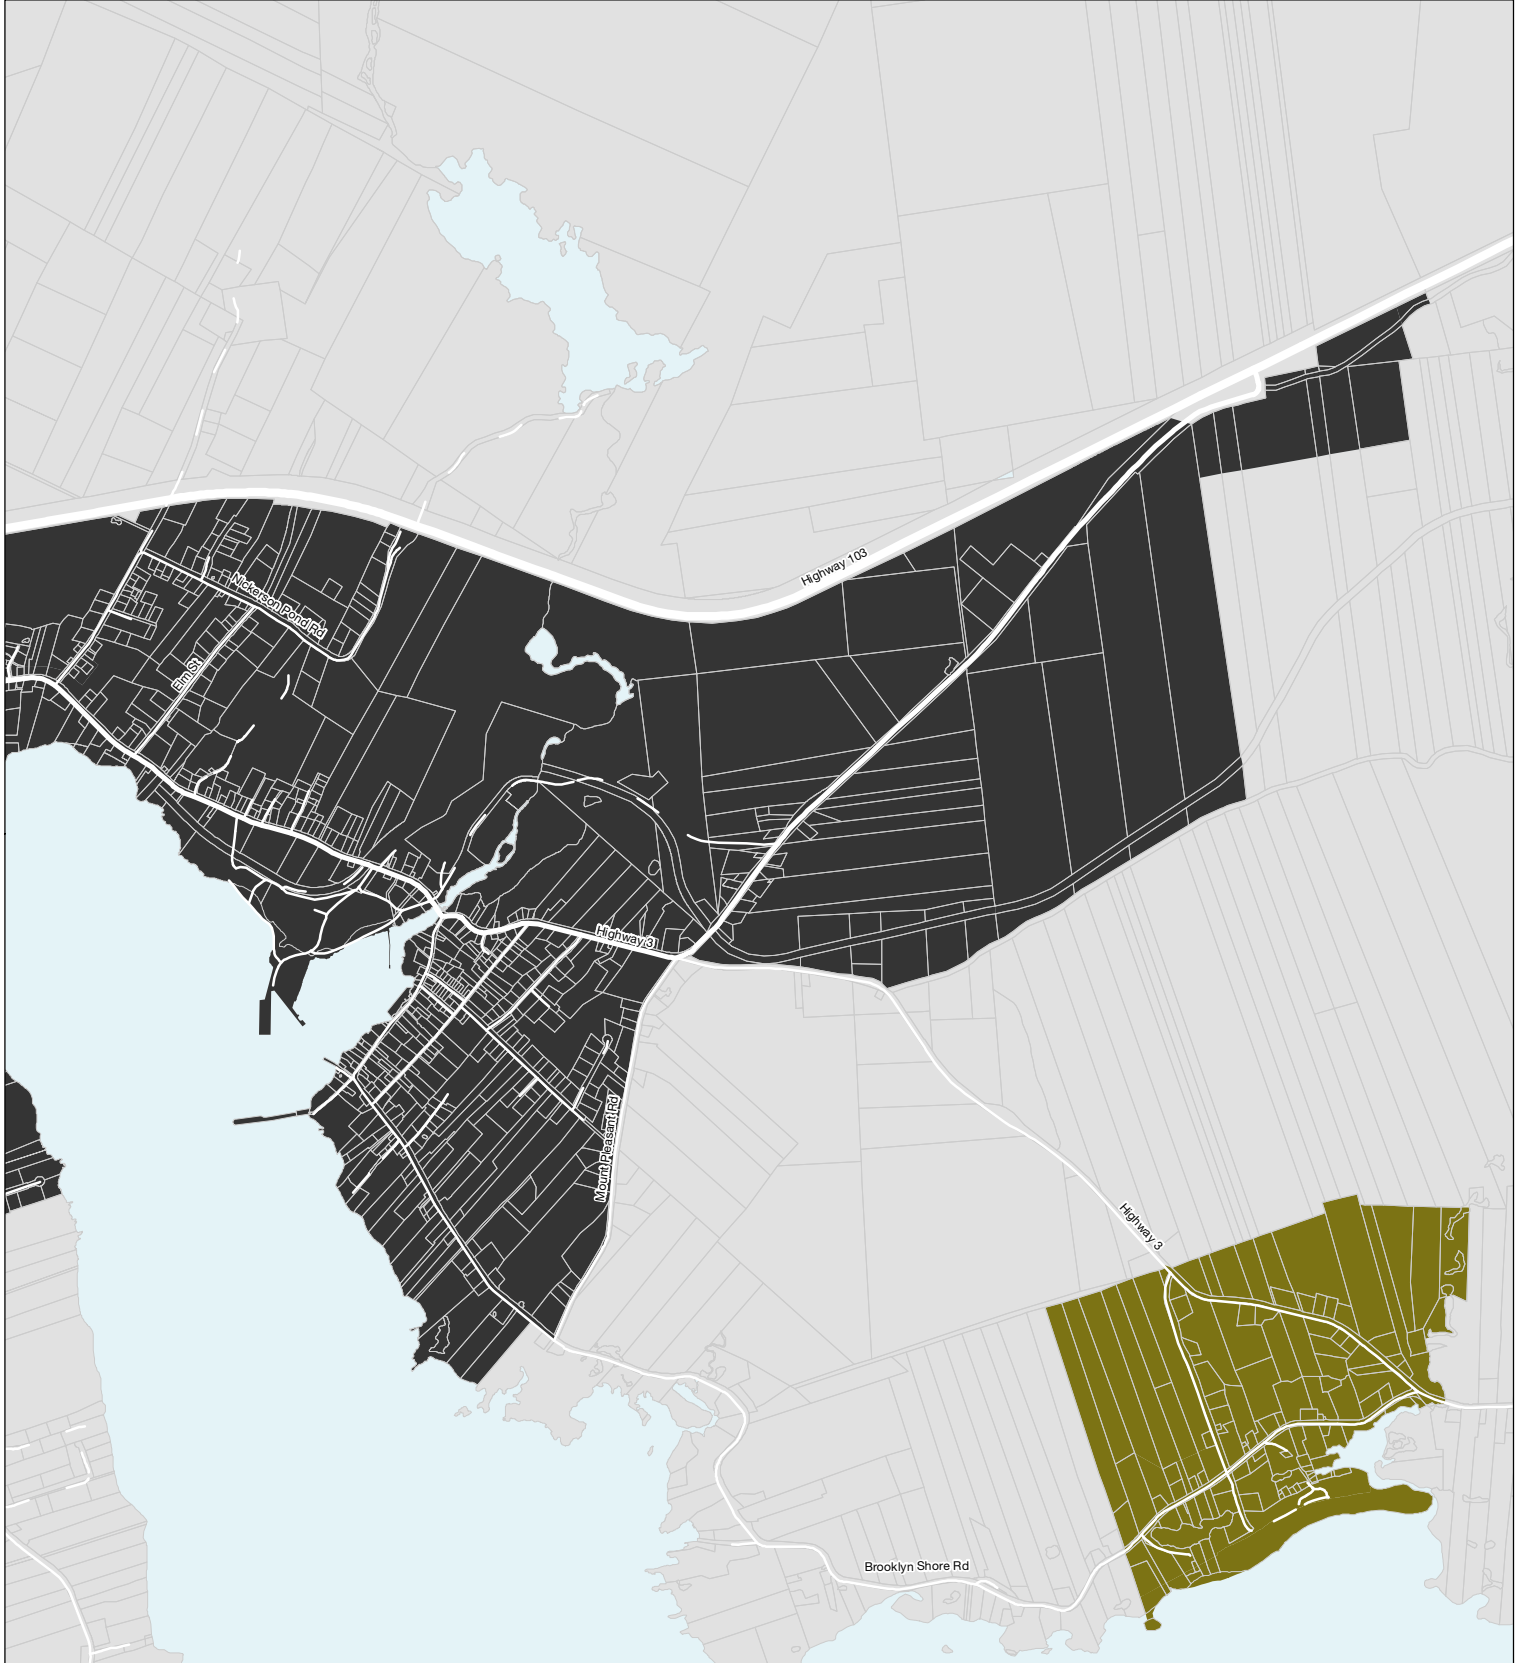 Highway 103
Nickerson Pond Rd
Elm St
Highway 3
Mount Pleasant Rd
Highway 3
Brooklyn Shore Rd